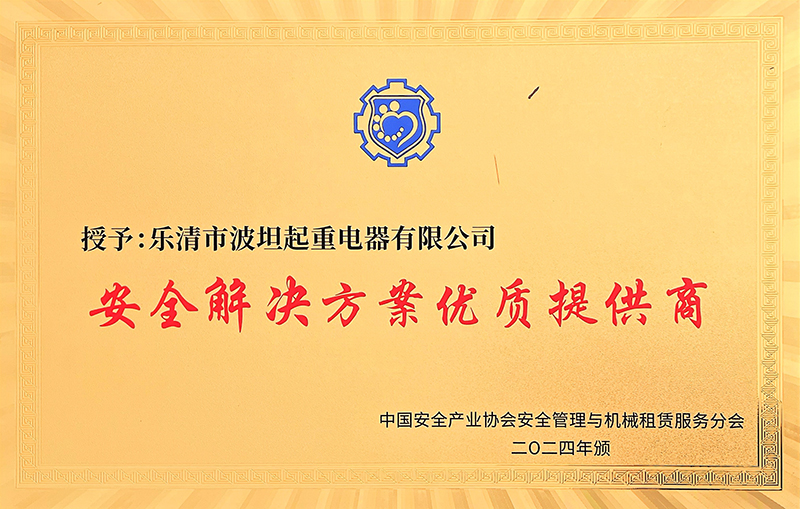 授予:乐清市波坦起重电器有限公司
安全解决方案优质提供商
中国安全产业协会安全管理与机械租赁服务分会
二O二四年颁